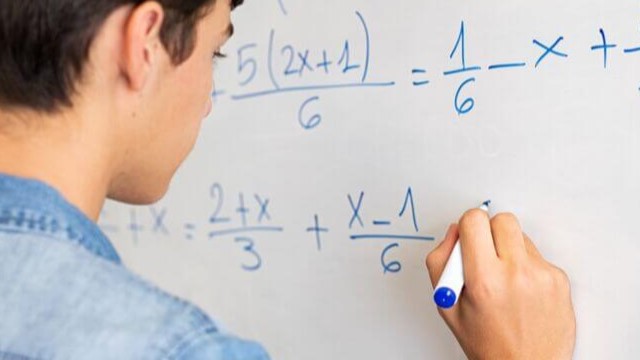 5(2x+1)/6 = 1/6 - x +
+ x = 2+x/3 + x-1/6